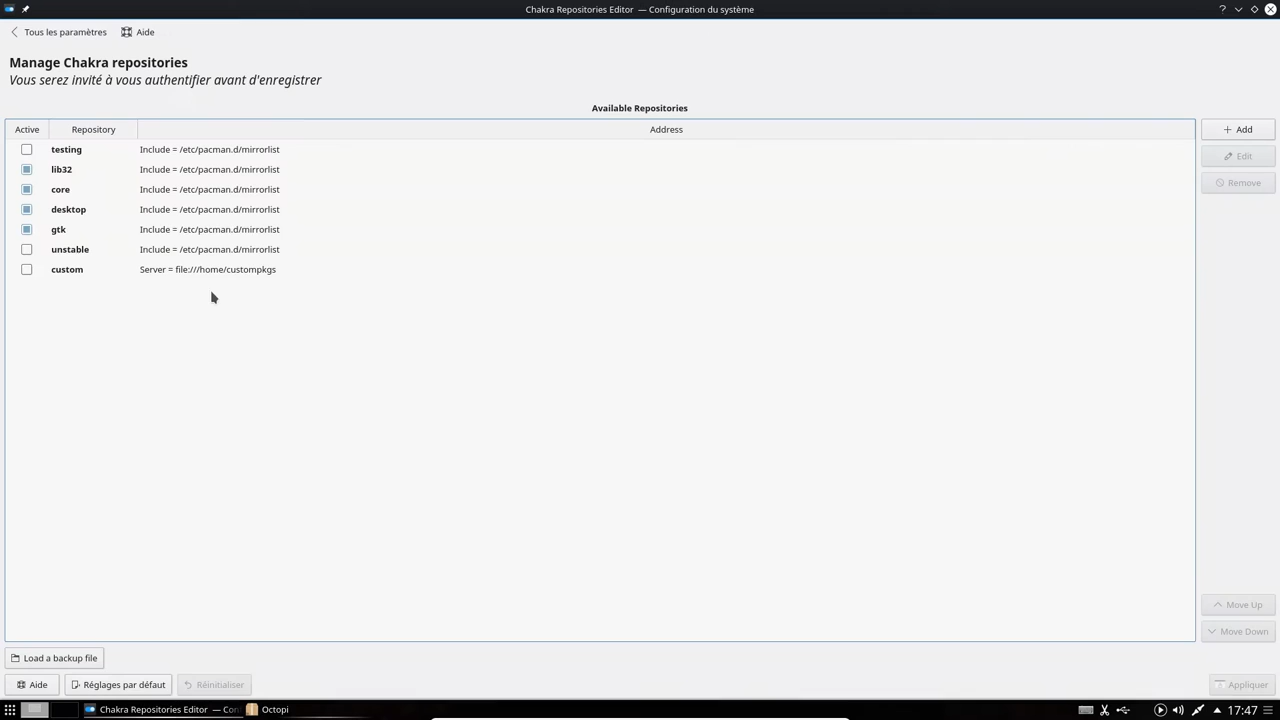 Chakra Repositories Editor — Configuration du système
Tous les paramètres Aide
Manage Chakra repositories
Vous serez invité à vous authentifier avant d'enregistrer
Available Repositories
Active Repository Address
testing Include = /etc/pacman.d/mirrorlist
lib32 Include = /etc/pacman.d/mirrorlist
core Include = /etc/pacman.d/mirrorlist
desktop Include = /etc/pacman.d/mirrorlist
gtk Include = /etc/pacman.d/mirrorlist
unstable Include = /etc/pacman.d/mirrorlist
custom Server = file:///home/custompkgs
Add
Edit
Remove
Move Up
Move Down
Load a backup file
Aide Réglages par défaut Réinitialiser Appliquer
Chakra Repositories Editor — Con Octopi 17:47